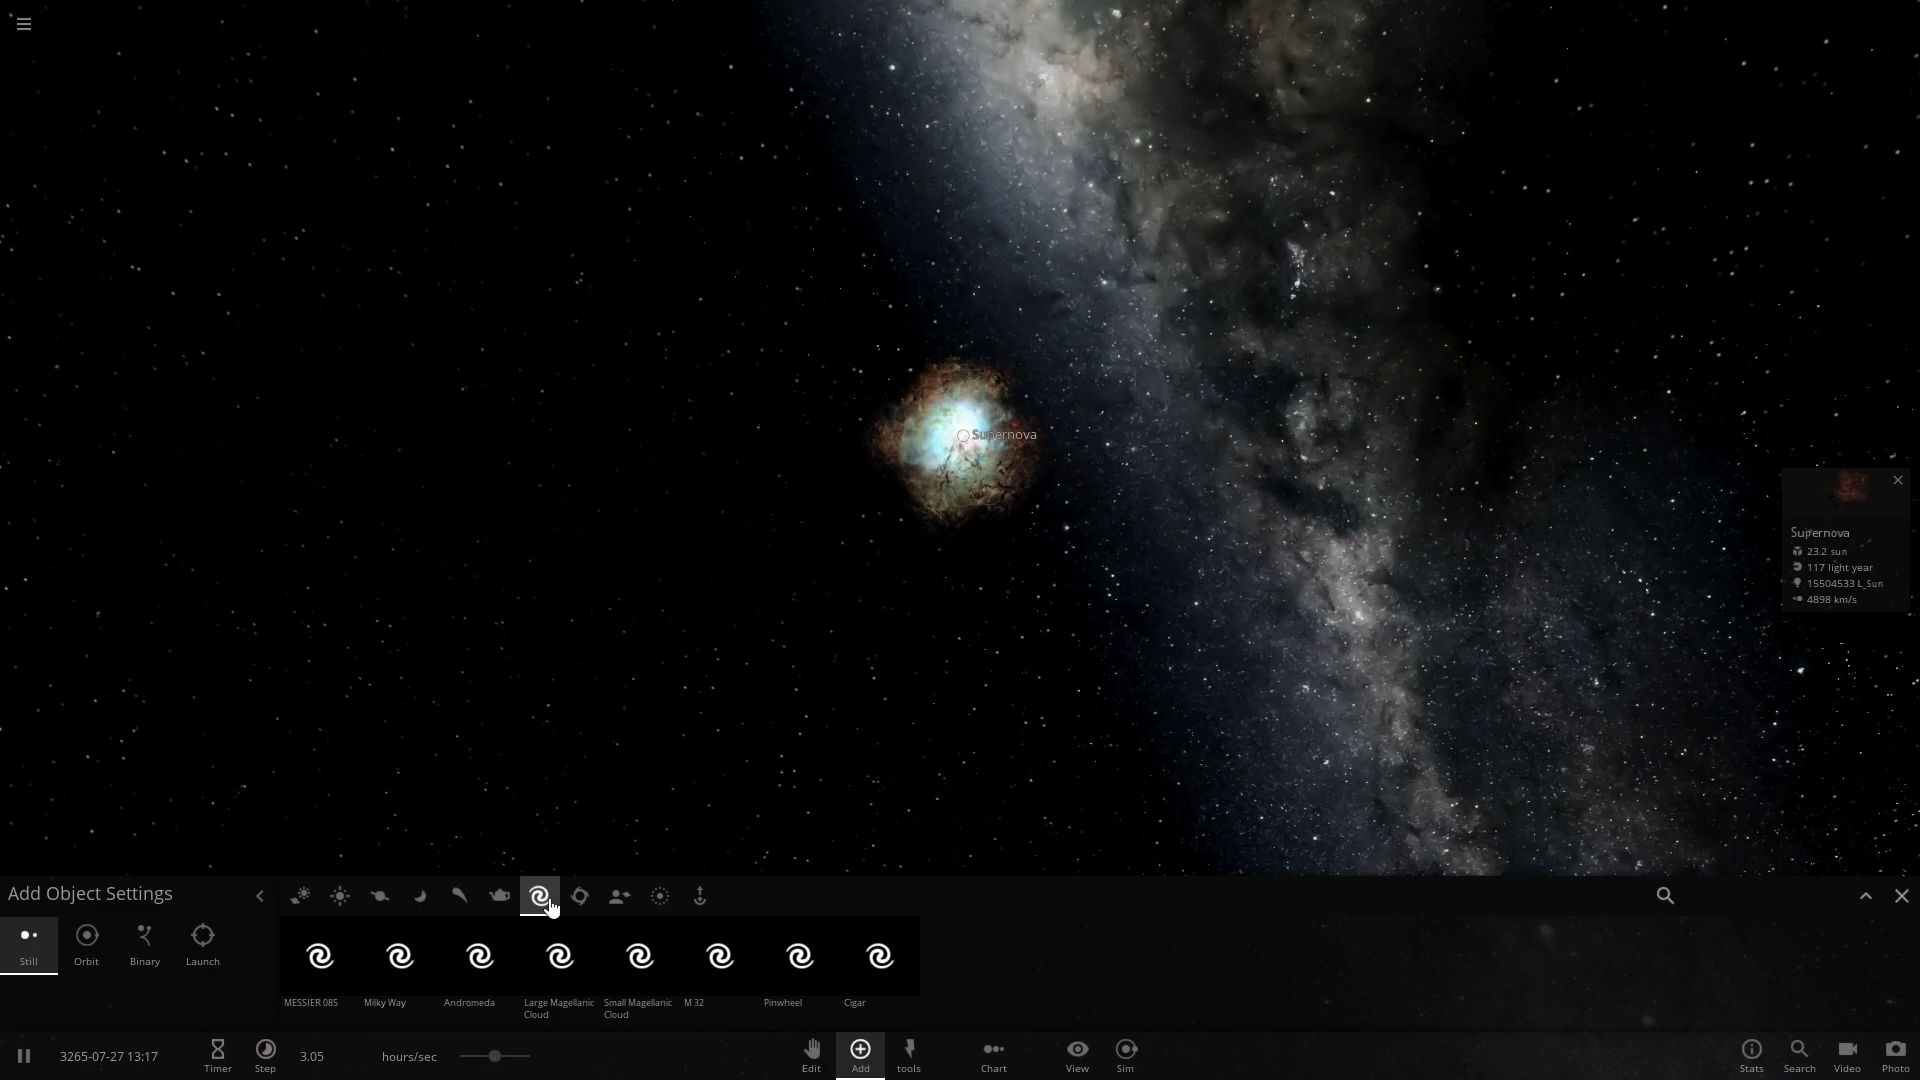 Supernova
Supernova
23.2 sun
117 light year
15504533 L_Sun
4898 km/s
Add Object Settings
Still
Orbit
Binary
Launch
MESSIER 085
Milky Way
Andromeda
Large Magellanic
Cloud
Small Magellanic
Cloud
M 32
Pinwheel
Cigar
3265-07-27 13:17
Timer
Step
3.05
hours/sec
Edit
Add
tools
Chart
View
Sim
Stats
Search
Video
Photo